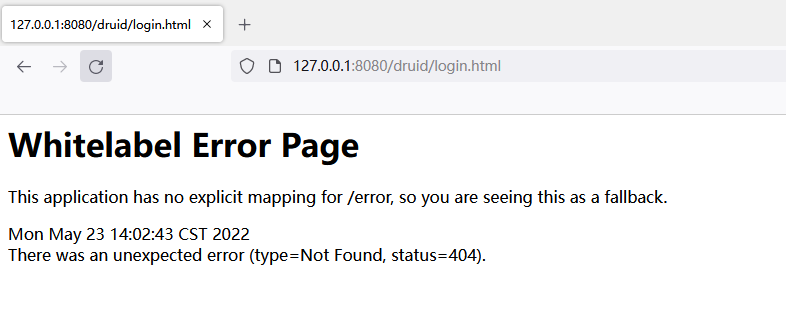 127.0.0.1:8080/druid/login.html
127.0.0.1:8080/druid/login.html
Whitelabel Error Page
This application has no explicit mapping for /error, so you are seeing this as a fallback.
Mon May 23 14:02:43 CST 2022
There was an unexpected error (type=Not Found, status=404).